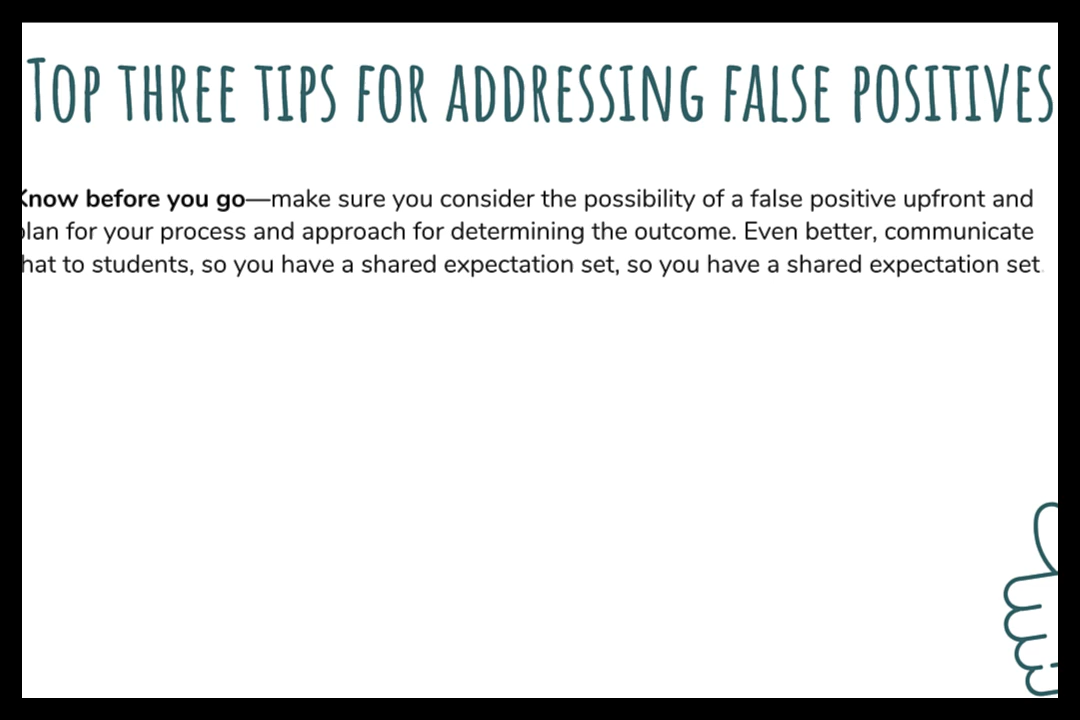 TOP THREE TIPS FOR ADDRESSING FALSE POSITIVES
Know before you go—make sure you consider the possibility of a false positive upfront and
plan for your process and approach for determining the outcome. Even better, communicate
that to students, so you have a shared expectation set, so you have a shared expectation set.